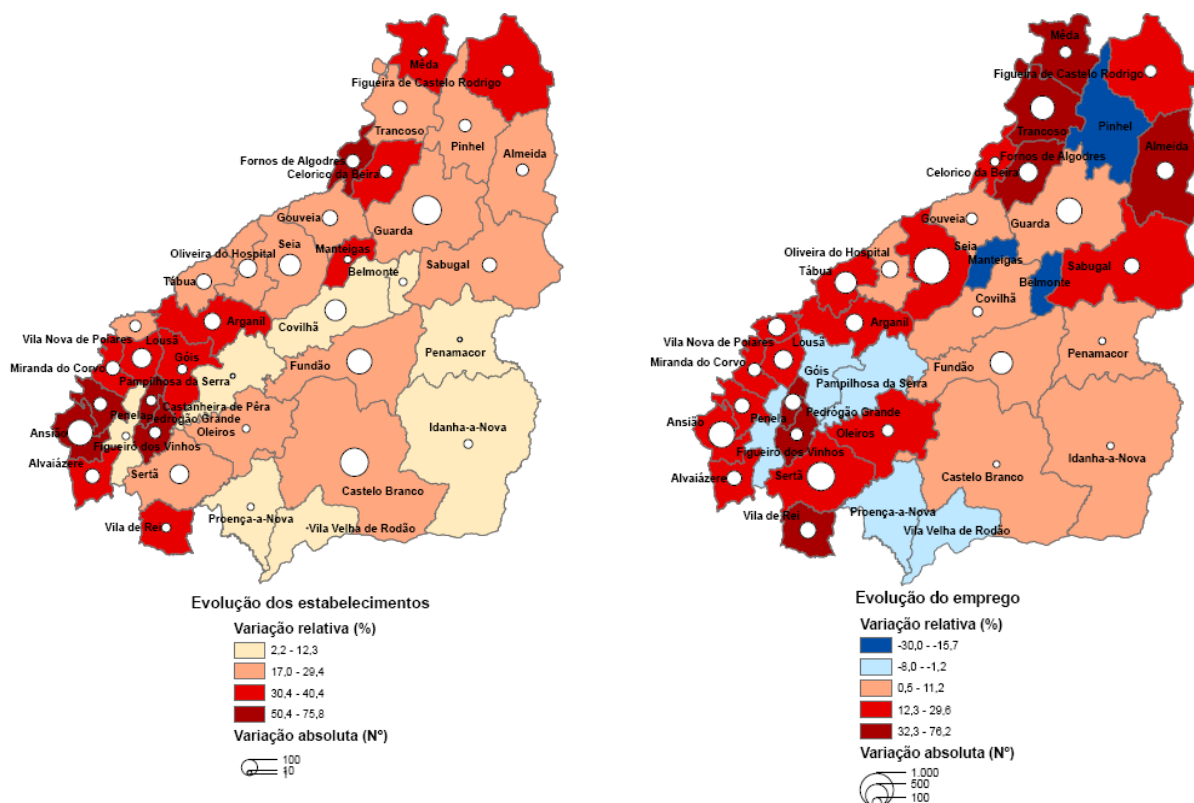 Mêda
Figueira de Castelo Rodrigo
Trancoso
Pinhel
Fornos de Algodres
Almeida
Celorico da Beira
Gouveia
Guarda
Oliveira do Hospital
Seia
Manteigas
Belmonte
Sabugal
Tábua
Covilhã
Arganil
Vila Nova de Poiares
Lousã
Penamacor
Miranda do Corvo
Góis
Fundão
Pampilhosa da Serra
Penela
Castanheira de Pêra
Pedrógão Grande
Ansião
Oleiros
Idanha-a-Nova
Figueiro dos Vinhos
Alvaiázere
Sertã
Castelo Branco
Vila de Rei
Proença-a-Nova
Vila Velha de Rodão
Evolução dos estabelecimentos
Variação relativa (%)
2,2 - 12,3
17,0 - 29,4
30,4 - 40,4
50,4 - 75,8
Variação absoluta (Nº)
100
10
1
Mêda
Figueira de Castelo Rodrigo
Trancoso
Pinhel
Fornos de Algodres
Almeida
Celorico da Beira
Gouveia
Guarda
Oliveira do Hospital
Seia
Manteigas
Belmonte
Sabugal
Tábua
Covilhã
Arganil
Vila Nova de Poiares
Lousã
Penamacor
Miranda do Corvo
Góis
Fundão
Pampilhosa da Serra
Penela
Pedrógão Grande
Ansião
Oleiros
Idanha-a-Nova
Figueiro dos Vinhos
Alvaiázere
Sertã
Castelo Branco
Vila de Rei
Proença-a-Nova
Vila Velha de Rodão
Evolução do emprego
Variação relativa (%)
-30,0 - -15,7
-8,0 - -1,2
0,5 - 11,2
12,3 - 29,6
32,3 - 76,2
Variação absoluta (Nº)
1.000
500
100